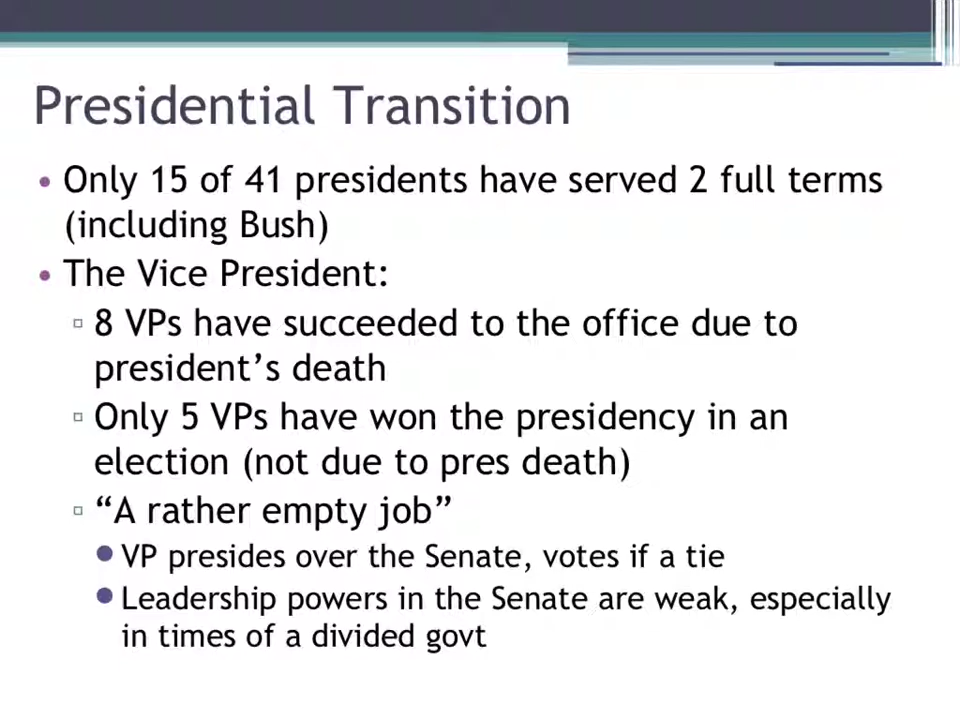 Presidential Transition
• Only 15 of 41 presidents have served 2 full terms
(including Bush)
• The Vice President:
▫ 8 VPs have succeeded to the office due to
president’s death
▫ Only 5 VPs have won the presidency in an
election (not due to pres death)
▫ “A rather empty job”
● VP presides over the Senate, votes if a tie
● Leadership powers in the Senate are weak, especially
in times of a divided govt